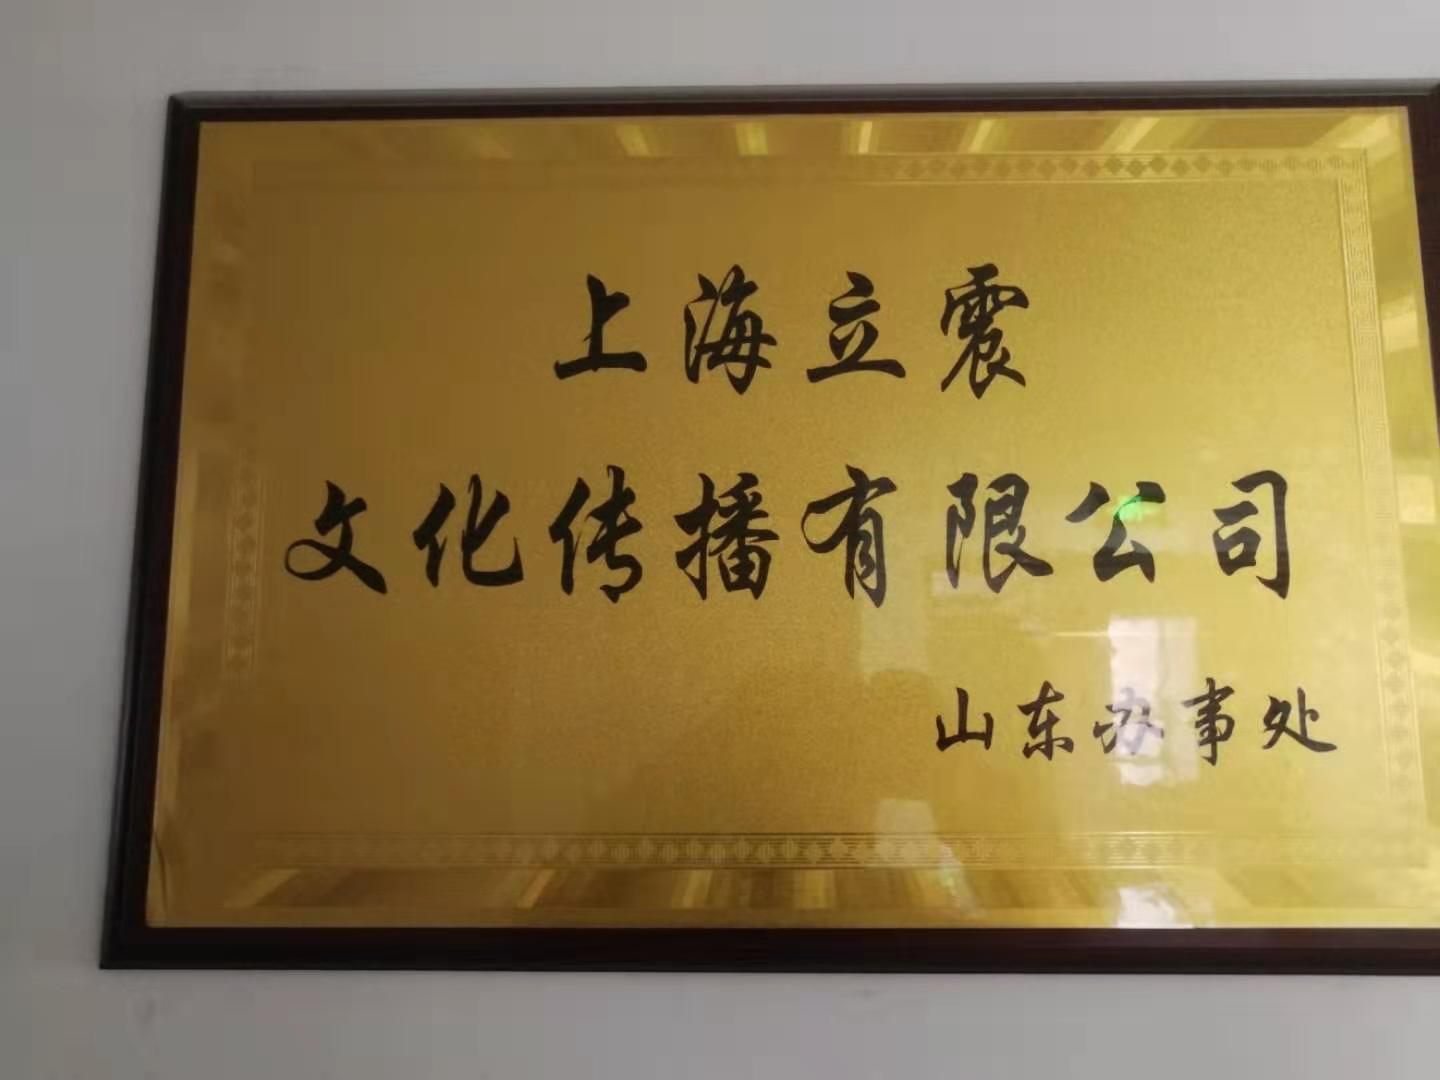 上海立震
文化传播有限公司
山东办事处